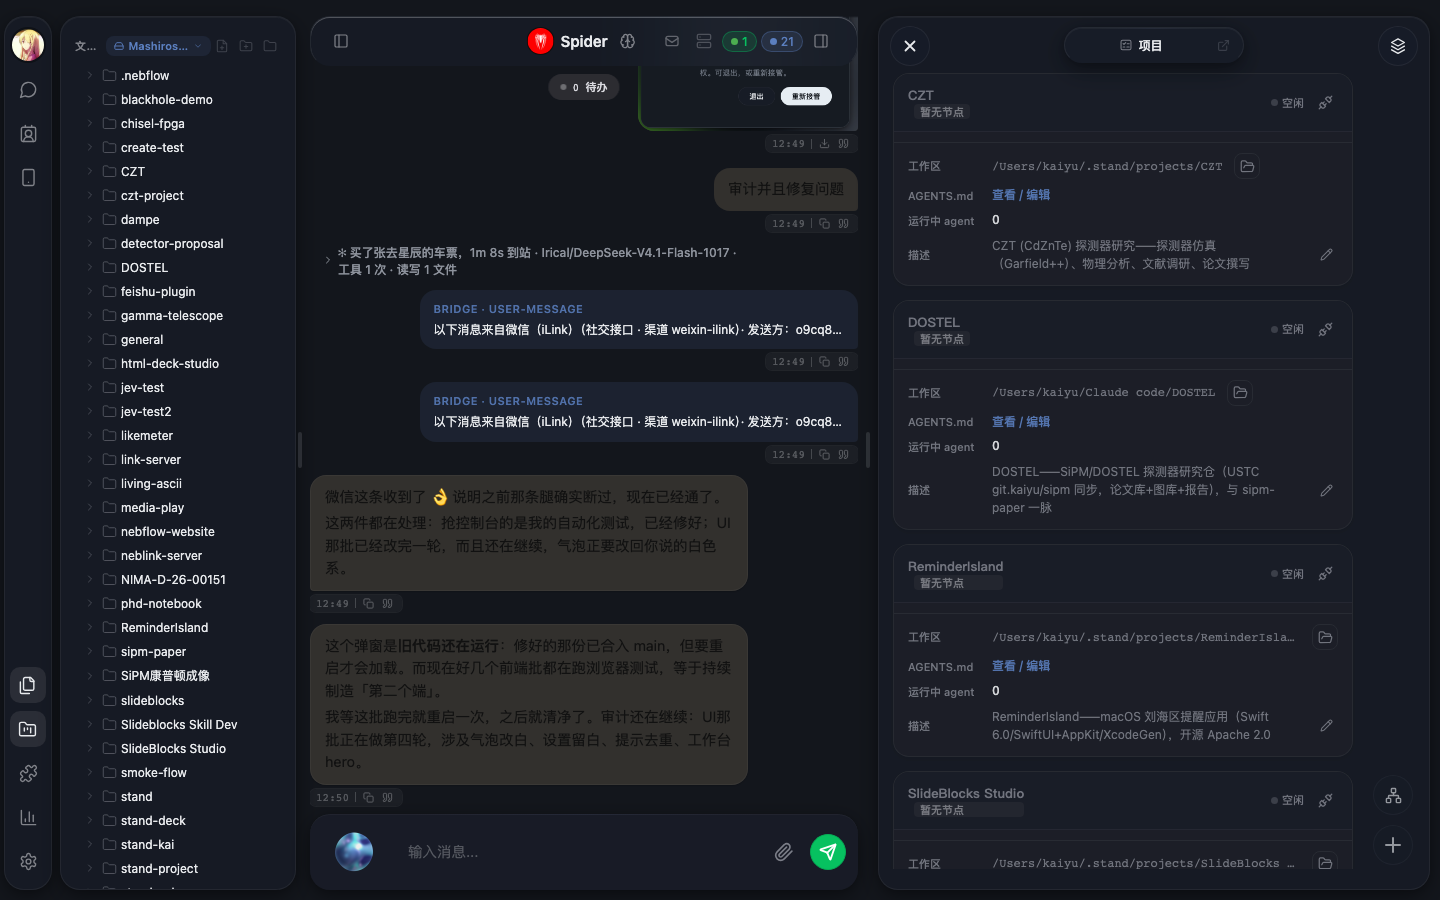 文...
Mashiros...
.nebflow
blackhole-demo
chisel-fpga
create-test
CZT
czt-project
dampe
detector-proposal
DOSTEL
feishu-plugin
gamma-telescope
general
html-deck-studio
jev-test
jev-test2
likemeter
link-server
living-ascii
media-play
nebflow-website
neblink-server
NIMA-D-26-00151
phd-notebook
ReminderIsland
sipm-paper
SiPM康普顿成像
slideblocks
Slideblocks Skill Dev
SlideBlocks Studio
smoke-flow
stand
stand-deck
stand-kai
stand-project
Spider
1
21
0 待办
权。可退出，或重新接管。
退出
重新接管
12:49
审计并且修复问题
12:49
✻ 买了张去星辰的车票，1m 8s 到站 · lrical/DeepSeek-V4.1-Flash-1017 ·
工具 1 次 · 读写 1 文件
BRIDGE · USER-MESSAGE
以下消息来自微信（iLink）（社交接口 · 渠道 weixin-ilink）· 发送方：o9cq8...
12:49
BRIDGE · USER-MESSAGE
以下消息来自微信（iLink）（社交接口 · 渠道 weixin-ilink）· 发送方：o9cq8...
12:49
微信这条收到了 👌 说明之前那条腿确实断过，现在已经通了。
这两件都在处理：抢控制台的是我的自动化测试，已经修好；UI
那批已经改完一轮，而且还在继续，气泡正要改回你说的白色
系。
12:49
这个弹窗是旧代码还在运行：修好的那份已合入 main，但要重
启才会加载。而现在好几个前端批都在跑浏览器测试，等于持续
制造「第二个端」。
我等这批跑完就重启一次，之后就清净了。审计还在继续：UI那
批正在做第四轮，涉及气泡改白、设置留白、提示去重、工作台
hero。
12:50
输入消息...
项目
CZT
暂无节点
空闲
工作区
/Users/kaiyu/.stand/projects/CZT
AGENTS.md
查看 / 编辑
运行中 agent
0
描述
CZT (CdZnTe) 探测器研究——探测器仿真
（Garfield++）、物理分析、文献调研、论文撰写
DOSTEL
暂无节点
空闲
工作区
/Users/kaiyu/Claude code/DOSTEL
AGENTS.md
查看 / 编辑
运行中 agent
0
描述
DOSTEL——SiPM/DOSTEL 探测器研究仓（USTC
git.kaiyu/sipm 同步，论文库+图库+报告），与 sipm-
paper 一脉
ReminderIsland
暂无节点
空闲
工作区
/Users/kaiyu/.stand/projects/ReminderIsla…
AGENTS.md
查看 / 编辑
运行中 agent
0
描述
ReminderIsland——macOS 刘海区提醒应用（Swift
6.0/SwiftUI+AppKit/XcodeGen），开源 Apache 2.0
SlideBlocks Studio
暂无节点
空闲
工作区
/Users/kaiyu/.stand/projects/SlideBlocks …